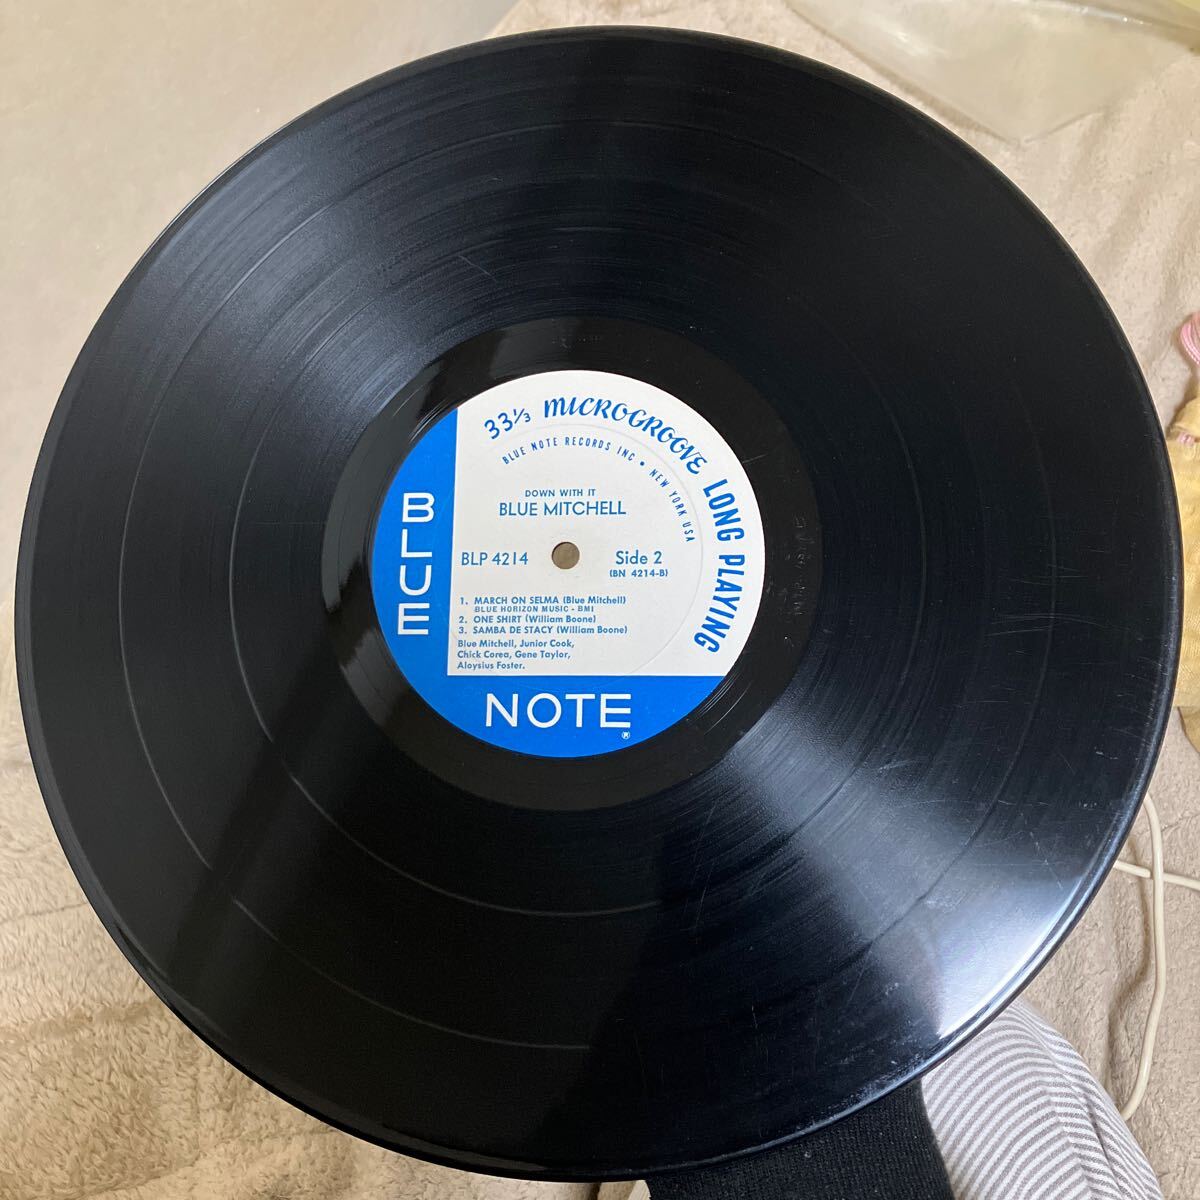 33⅓ MICROGROOVE LONG PLAYING
BLUE NOTE RECORDS INC • NEW YORK USA
DOWN WITH IT
BLUE MITCHELL
BLP 4214 Side 2
(BN 4214-B)
1. MARCH ON SELMA (Blue Mitchell)
BLUE HORIZON MUSIC - BMI
2. ONE SHIRT (William Boone)
3. SAMBA DE STACY (William Boone)
Blue Mitchell, Junior Cook,
Chick Corea, Gene Taylor,
Aloysius Foster.
BLUE
NOTE
®